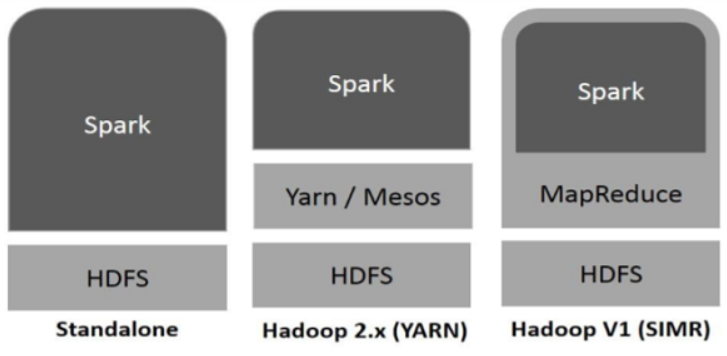 Spark
HDFS
Standalone
Spark
Yarn / Mesos
HDFS
Hadoop 2.x (YARN)
Spark
MapReduce
HDFS
Hadoop V1 (SIMR)